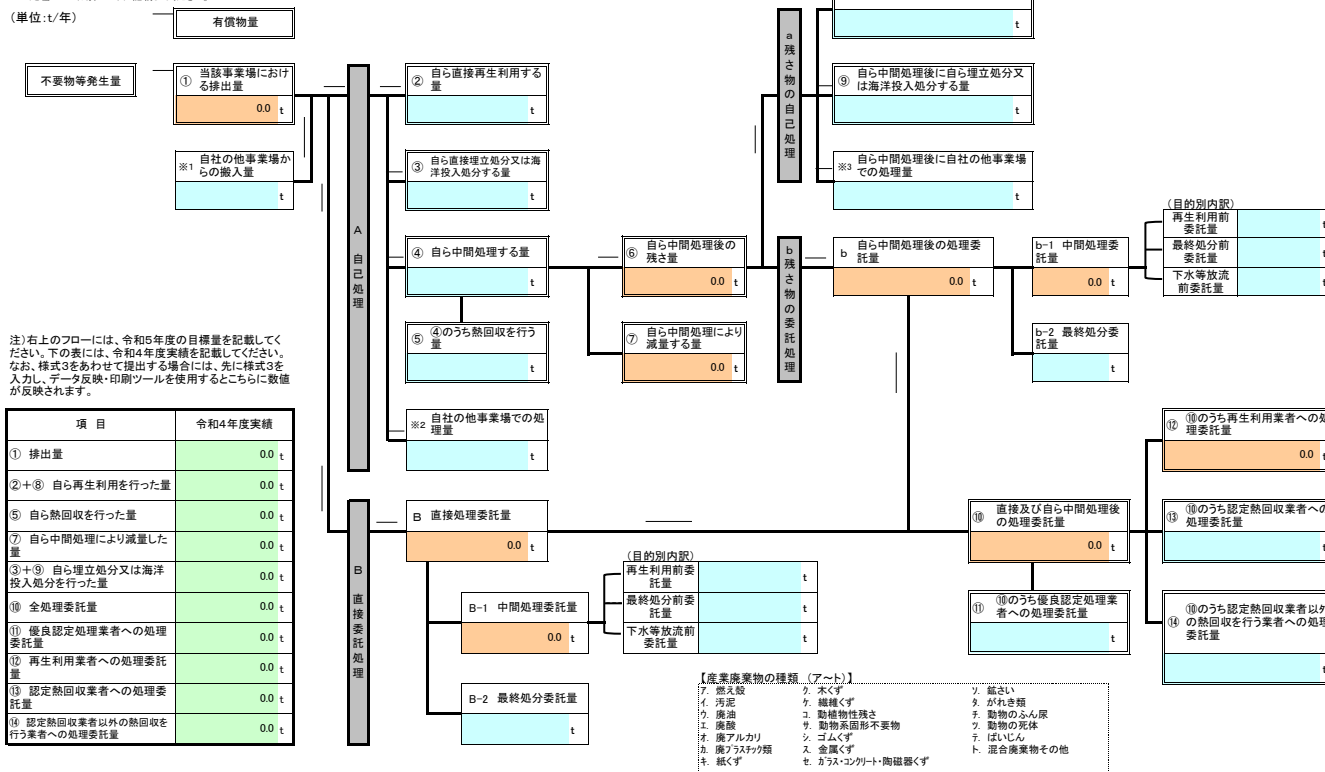 (単位:t/年)
有償物量
不要物等発生量
① 当該事業場におけ
る排出量
0.0 t
※1 自社の他事業場か
らの搬入量
t
A 自己処理
② 自ら直接再生利用する
量
t
③ 自ら直接埋立処分又は海
洋投入処分する量
t
④ 自ら中間処理する量
t
⑤ ④のうち熱回収を行う
量
t
※2 自社の他事業場での処
理量
t
⑥ 自ら中間処理後の
残さ量
0.0 t
⑦ 自ら中間処理により
減量する量
0.0 t
a 残さ物の自己処理
t
⑨ 自ら中間処理後に自ら埋立処分又
は海洋投入処分する量
t
※3 自ら中間処理後に自社の他事業場
での処理量
t
b 残さ物の委託処理
b 自ら中間処理後の処理委
託量
0.0 t
b-1 中間処理委
託量
0.0 t
(目的別内訳)
再生利用前
委託量
t
最終処分前
委託量
t
下水等放流
前委託量
t
b-2 最終処分委
託量
t
注)右上のフローには、令和5年度の目標量を記載してく
ださい。下の表には、令和4年度実績を記載してください。
なお、様式3をあわせて提出する場合には、先に様式3を
入力し、データ反映・印刷ツールを使用するとこちらに数値
が反映されます。
項 目 令和4年度実績
① 排出量 0.0 t
②+⑧ 自ら再生利用を行った量 0.0 t
⑤ 自ら熱回収を行った量 0.0 t
⑦ 自ら中間処理により減量した
量 0.0 t
③+⑨ 自ら埋立処分又は海洋
投入処分を行った量 0.0 t
⑩ 全処理委託量 0.0 t
⑪ 優良認定処理業者への処理
委託量 0.0 t
⑫ 再生利用業者への処理委託
量 0.0 t
⑬ 認定熱回収業者への処理委
託量 0.0 t
⑭ 認定熱回収業者以外の熱回収を
行う業者への処理委託量 0.0 t
B 直接委託処理
B 直接処理委託量
0.0 t
B-1 中間処理委託量
0.0 t
(目的別内訳)
再生利用前委
託量
t
最終処分前委
託量
t
下水等放流前
委託量
t
B-2 最終処分委託量
t
⑩ 直接及び自ら中間処理後
の処理委託量
0.0 t
⑪ ⑩のうち優良認定処理業
者への処理委託量
t
⑫ ⑩のうち再生利用業者への処
理委託量
0.0 t
⑬ ⑩のうち認定熱回収業者への
処理委託量
t
⑭ ⑩のうち認定熱回収業者以外
の熱回収を行う業者への処理
委託量
t
【産業廃棄物の種類 (ア~ト)】
ア. 燃え殻
イ. 汚泥
ウ. 廃油
エ. 廃酸
オ. 廃アルカリ
カ. 廃プラスチック類
キ. 紙くず
ク. 木くず
ケ. 繊維くず
コ. 動植物性残さ
サ. 動物系固形不要物
シ. ゴムくず
ス. 金属くず
セ. ガラス・コンクリート・陶磁器くず
ソ. 鉱さい
タ. がれき類
チ. 動物のふん尿
ツ. 動物の死体
テ. ばいじん
ト. 混合廃棄物その他